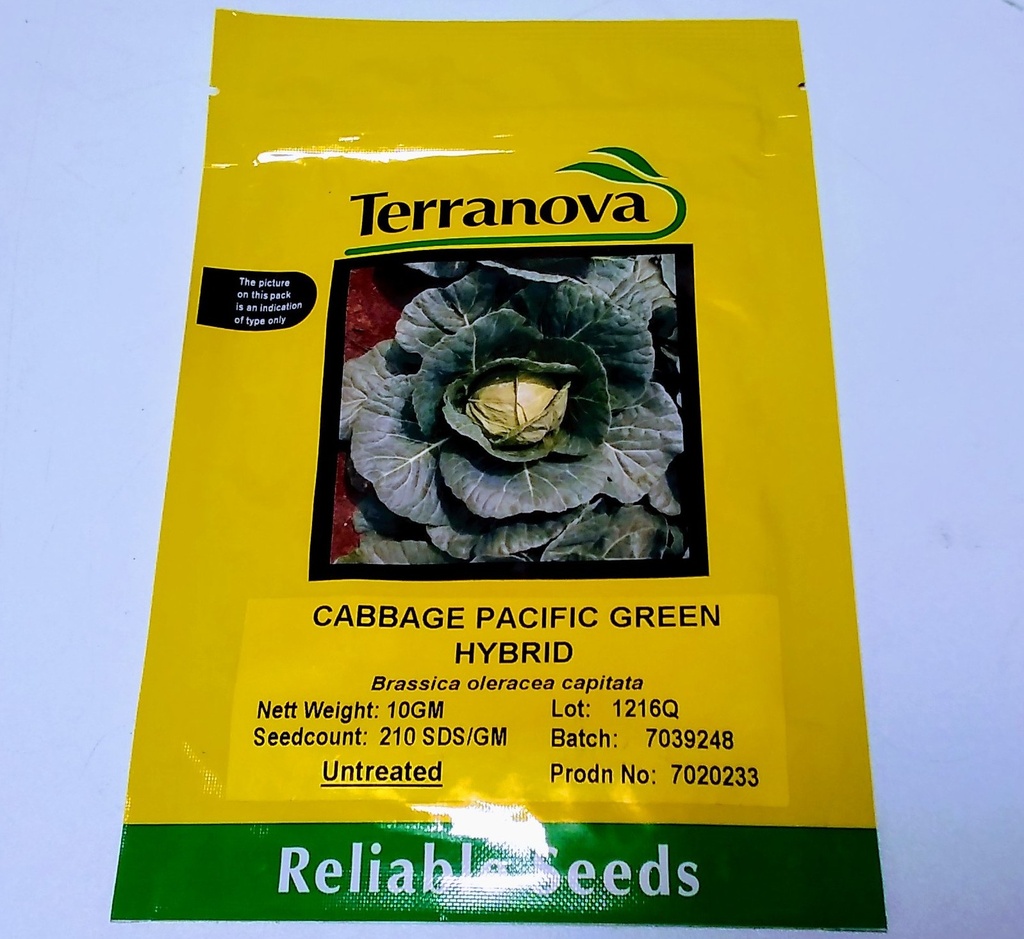 Terranova
The picture
on this pack
is an indication
of type only
CABBAGE PACIFIC GREEN
HYBRID
Brassica oleracea capitata
Nett Weight: 10GM
Lot: 1216Q
Seedcount: 210 SDS/GM
Batch: 7039248
Untreated
Prodn No: 7020233
Reliable Seeds